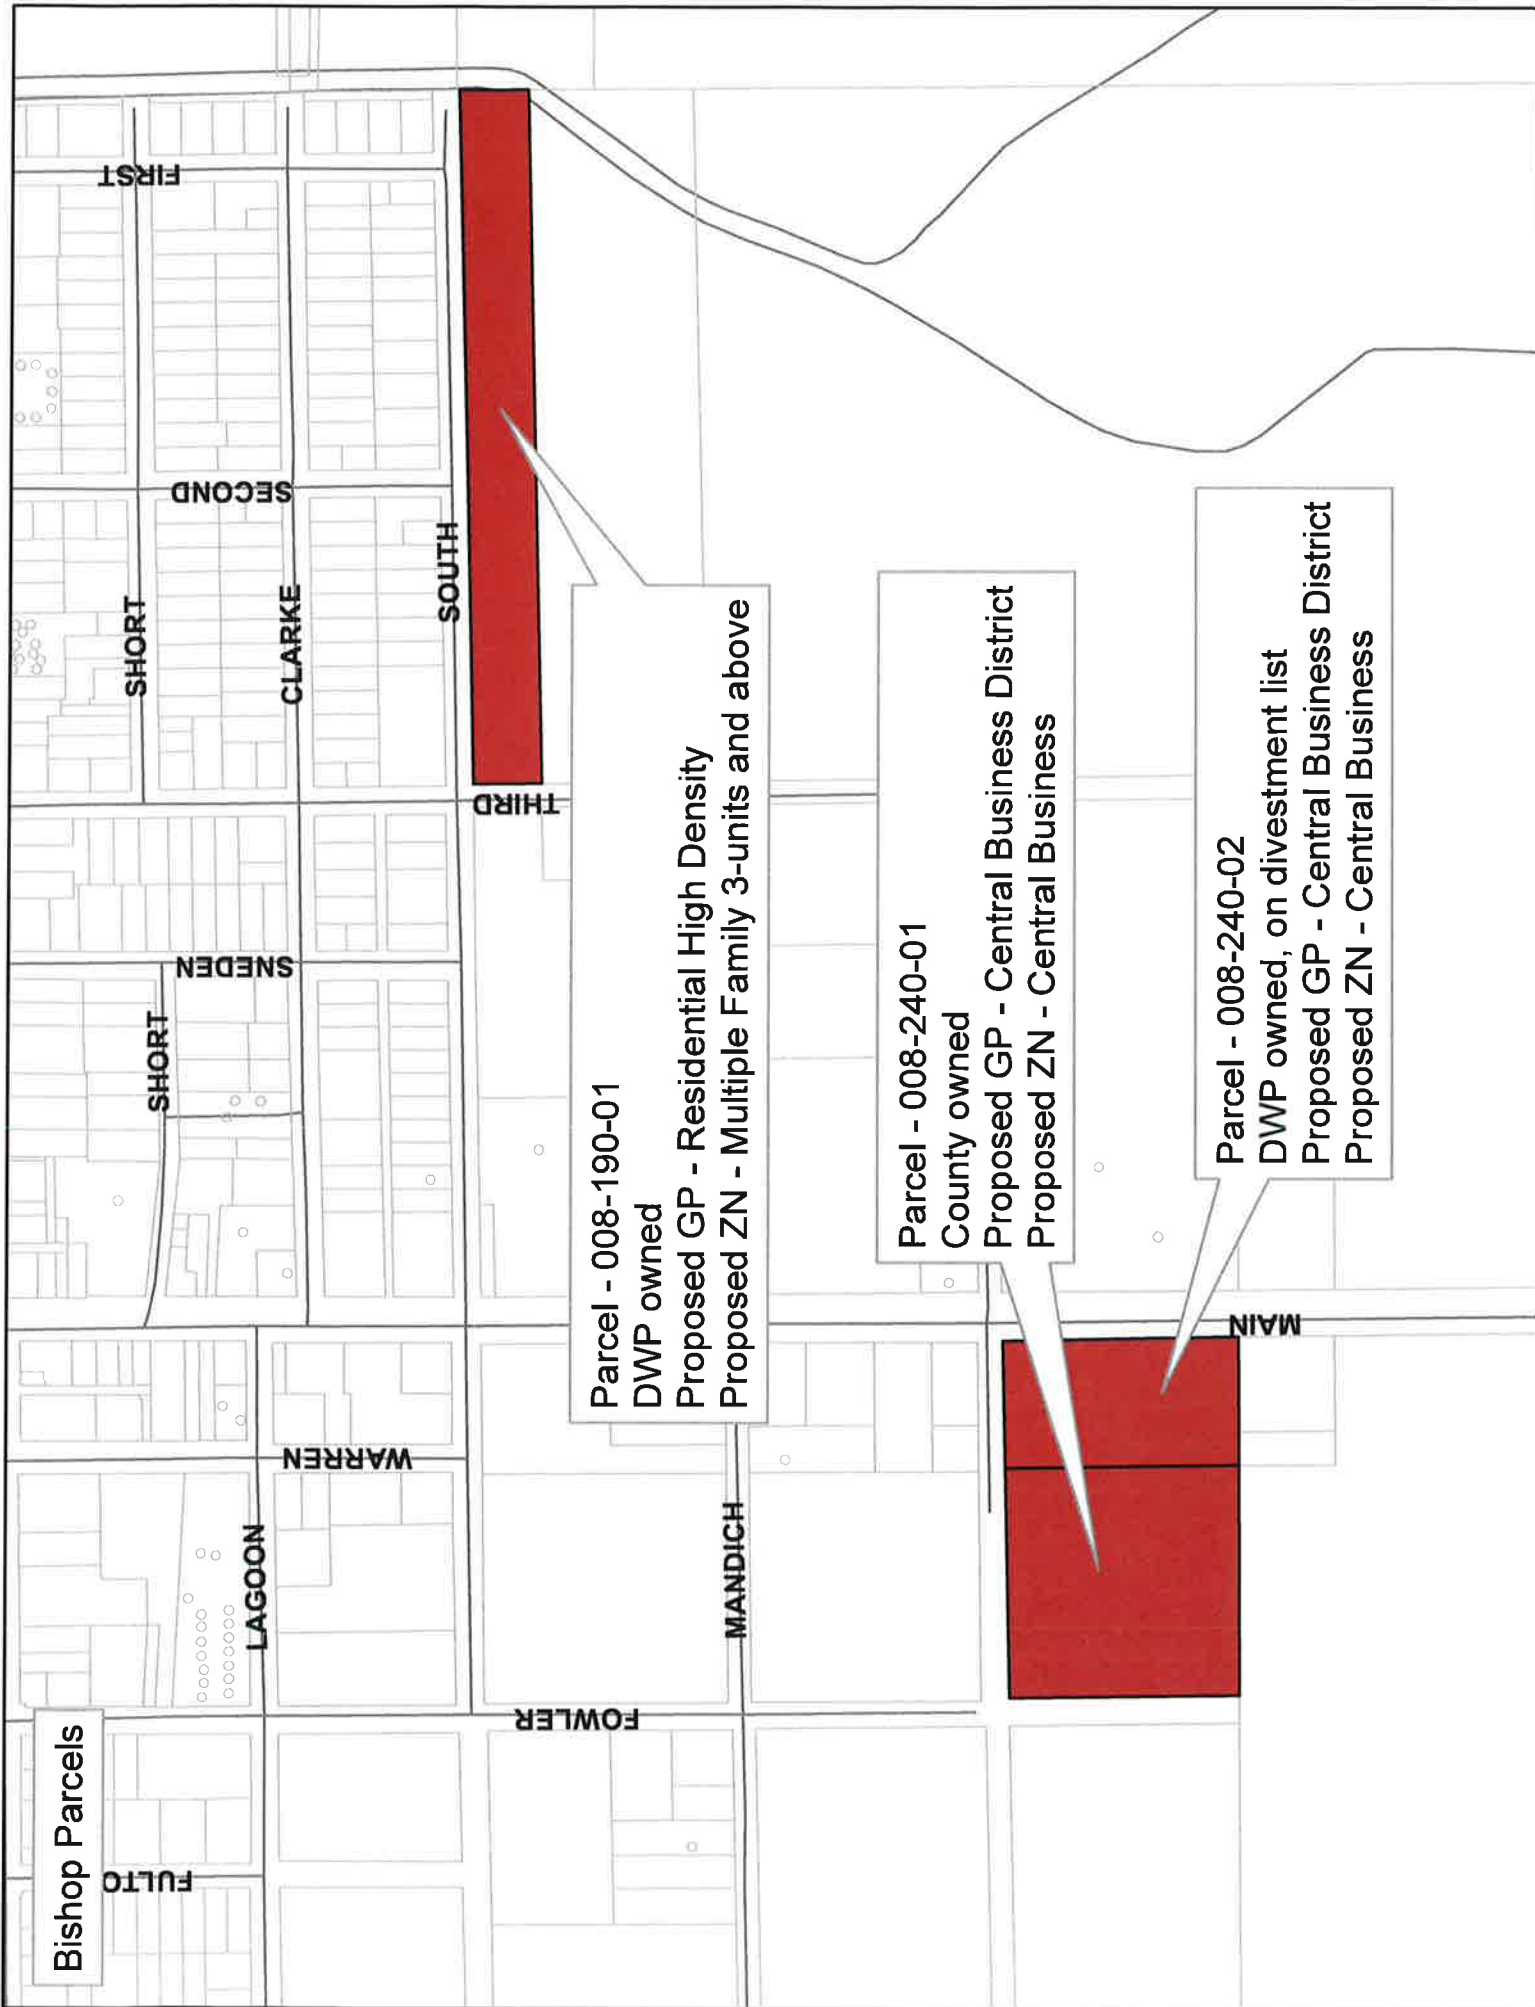 Bishop Parcels
FULTO
LAGOON
WARREN
FOWLER
MANDICH
SHORT
SNEDEN
SHORT
CLARKE
SECOND
FIRST
SOUTH
THIRD
MAIN
Parcel - 008-190-01
DWP owned
Proposed GP - Residential High Density
Proposed ZN - Multiple Family 3-units and above
Parcel - 008-240-01
County owned
Proposed GP - Central Business District
Proposed ZN - Central Business
Parcel - 008-240-02
DWP owned, on divestment list
Proposed GP - Central Business District
Proposed ZN - Central Business